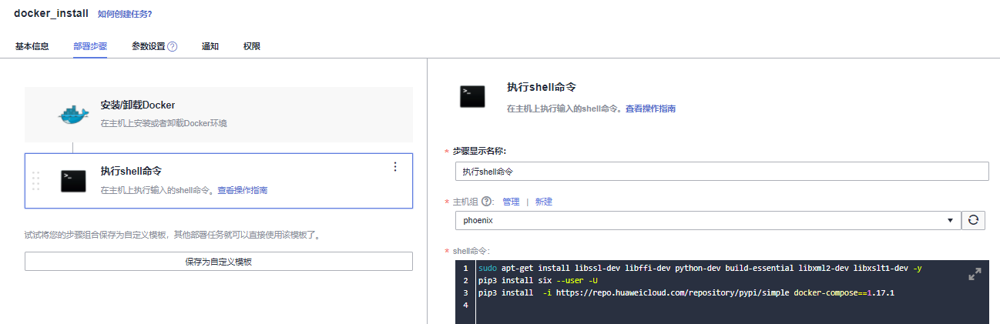 docker_install 如何创建任务?
基本信息 部署步骤 参数设置 ? 通知 权限
安装/卸载Docker
在主机上安装或者卸载Docker环境
执行shell命令
在主机上执行输入的shell命令。查看操作指南
试试将您的步骤组合保存为自定义模板，其他部署任务就可以直接使用该模板了。
保存为自定义模板
执行shell命令
在主机上执行输入的shell命令。查看操作指南
* 步骤显示名称:
执行shell命令
* 主机组 ? : 管理 | 新建
phoenix
* shell命令:
1 sudo apt-get install libssl-dev libffi-dev python-dev build-essential libxml2-dev libxslt1-dev -y
2 pip3 install six --user -U
3 pip3 install  -i https://repo.huaweicloud.com/repository/pypi/simple docker-compose==1.17.1
4